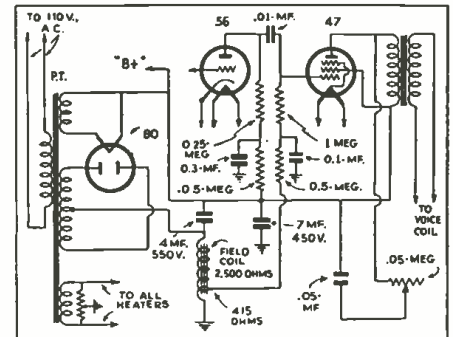 TO 110V.,
A.C.
P.T.
"B+"
80
56
.01-MF.
47
0.25-
MEG
0.3-MF.
.0 5-MEG
1 MEG
0.1-MF.
0.5-MEG.
4 MF.
550V.
FIELD
COIL
2,500 OHMS
7 MF.
450V.
415
OHMS
.05-
MF
TO
VOICE
COIL
.05-MEG
TO ALL
HEATERS